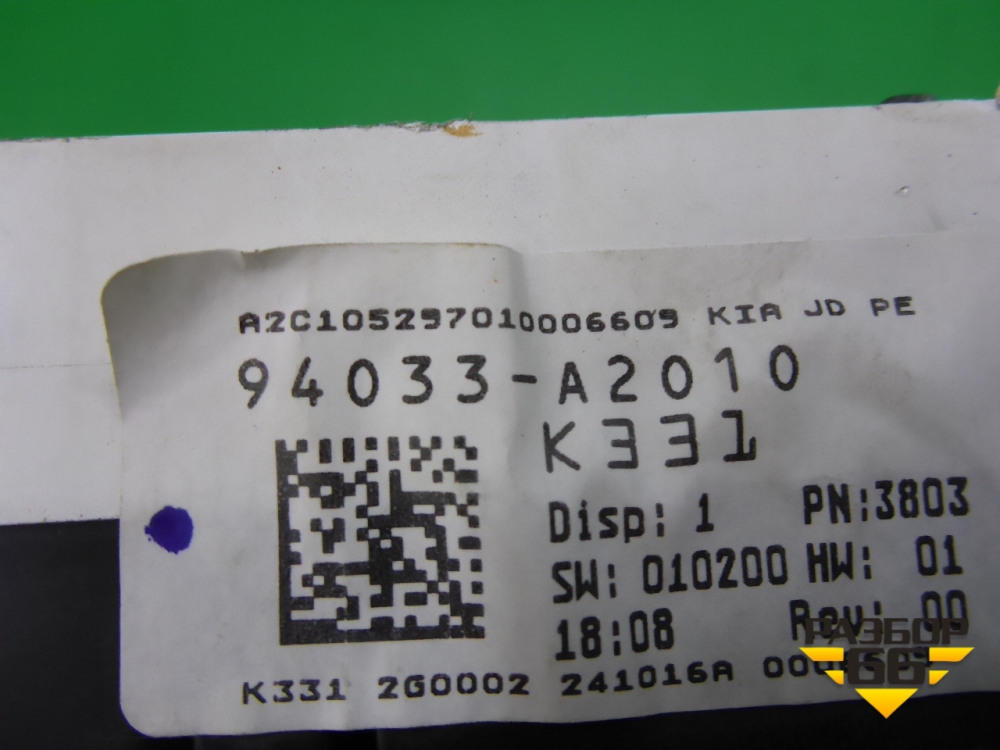 A2C105297010006609 KIA JD PE
94033-A2010
K331
Disp: 1 PN:3803
SW: 010200 HW: 01
18:08 Rev: 00
K331 2G0002 241016A
РАЗБОР
66